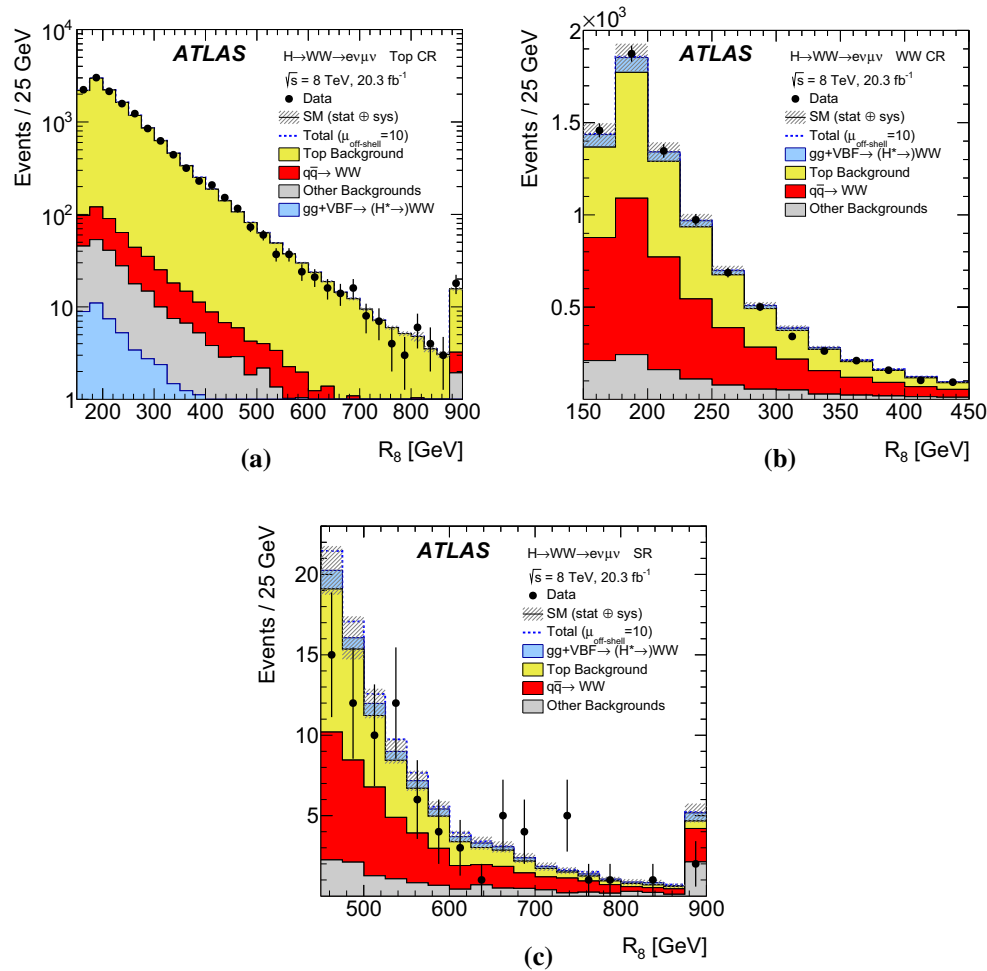 Events / 25 GeV
10⁴
10³
10²
10
1
ATLAS
H→WW→eνμν Top CR
√s = 8 TeV, 20.3 fb⁻¹
Data
SM (stat ⊕ sys)
Total (μoff-shell=10)
Top Background
qq̄→ WW
Other Backgrounds
gg+VBF→ (H*→)WW
200 300 400 500 600 700 800 900
R₈ [GeV]
(a)
Events / 25 GeV
×10³
2
1.5
1
0.5
ATLAS
H→WW→eνμν WW CR
√s = 8 TeV, 20.3 fb⁻¹
Data
SM (stat ⊕ sys)
Total (μoff-shell=10)
gg+VBF→ (H*→)WW
Top Background
qq̄→ WW
Other Backgrounds
150 200 250 300 350 400 450
R₈ [GeV]
(b)
Events / 25 GeV
20
15
10
5
ATLAS
H→WW→eνμν SR
√s = 8 TeV, 20.3 fb⁻¹
Data
SM (stat ⊕ sys)
Total (μoff-shell=10)
gg+VBF→ (H*→)WW
Top Background
qq̄→ WW
Other Backgrounds
500 600 700 800 900
R₈ [GeV]
(c)